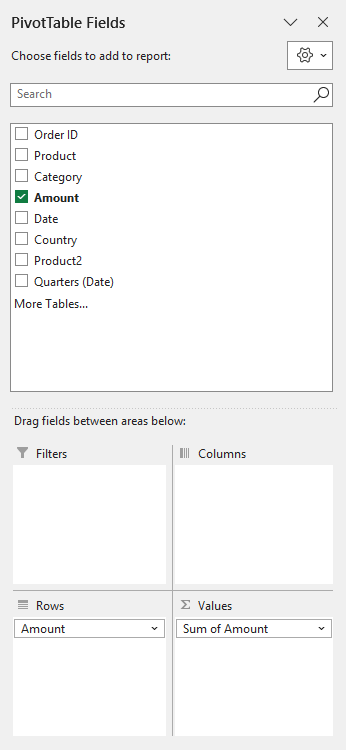 PivotTable Fields
Choose fields to add to report:
Search
Order ID
Product
Category
Amount
Date
Country
Product2
Quarters (Date)
More Tables...
Drag fields between areas below:
Filters
Columns
Rows
Values
Amount
Sum of Amount